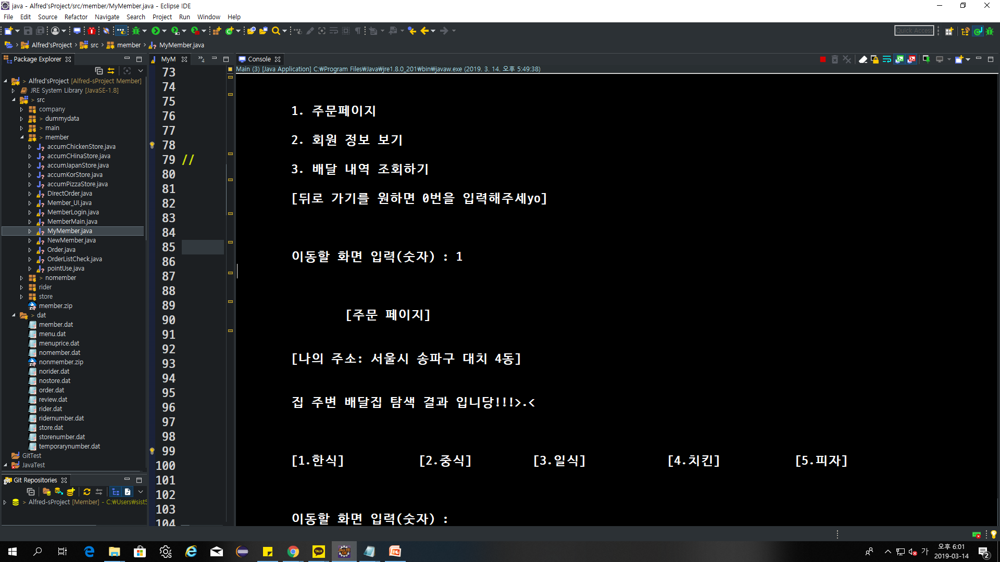 java - Alfred'sProject/src/member/MyMember.java - Eclipse IDE
File Edit Source Refactor Navigate Search Project Run Window Help
Quick Access
Alfred'sProject > src > member > MyMember.java
Package Explorer
MyM
4
Console
Main (3) [Java Application] C:₩Program Files₩Java₩jre1.8.0_201₩bin₩javaw.exe (2019. 3. 14. 오후 5:49:38)
> Alfred'sProject [Alfred-sProject Member]
JRE System Library [JavaSE-1.8]
> src
company
> dummydata
> main
> member
accumChickenStore.java
accumCHinaStore.java
accumJapanStore.java
accumKorStore.java
accumPizzaStore.java
DirectOrder.java
Member_UI.java
MemberLogin.java
MemberMain.java
MyMember.java
NewMember.java
Order.java
OrderListCheck.java
pointUse.java
> nomember
rider
store
member.zip
> dat
member.dat
menu.dat
menuprice.dat
nomember.dat
nonmember.zip
norider.dat
nostore.dat
order.dat
review.dat
rider.dat
ridernumber.dat
store.dat
storenumber.dat
temporarynumber.dat
GitTest
JavaTest
Git Repositories
> Alfred-sProject [Member] - C:₩Users₩sist5
73
74
75
76
77
78
79 //
80
81
82
83
84
85
86
87
88
89
90
91
92
93
94
95
96
97
98
99
100
101
102
103
104
1. 주문페이지
2. 회원 정보 보기
3. 배달 내역 조회하기
[뒤로 가기를 원하면 0번을 입력해주세yo]
이동할 화면 입력(숫자) : 1
[주문 페이지]
[나의 주소: 서울시 송파구 대치 4동]
집 주변 배달집 탐색 결과 입니당!!!>.<
[1.한식] [2.중식] [3.일식] [4.치킨] [5.피자]
이동할 화면 입력(숫자) :
TALK
가
오후 6:01
2019-03-14
2